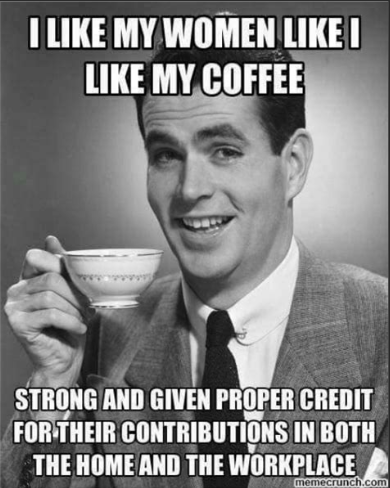 I LIKE MY WOMEN LIKE I
LIKE MY COFFEE
STRONG AND GIVEN PROPER CREDIT
FOR THEIR CONTRIBUTIONS IN BOTH
THE HOME AND THE WORKPLACE
memecrunch.com